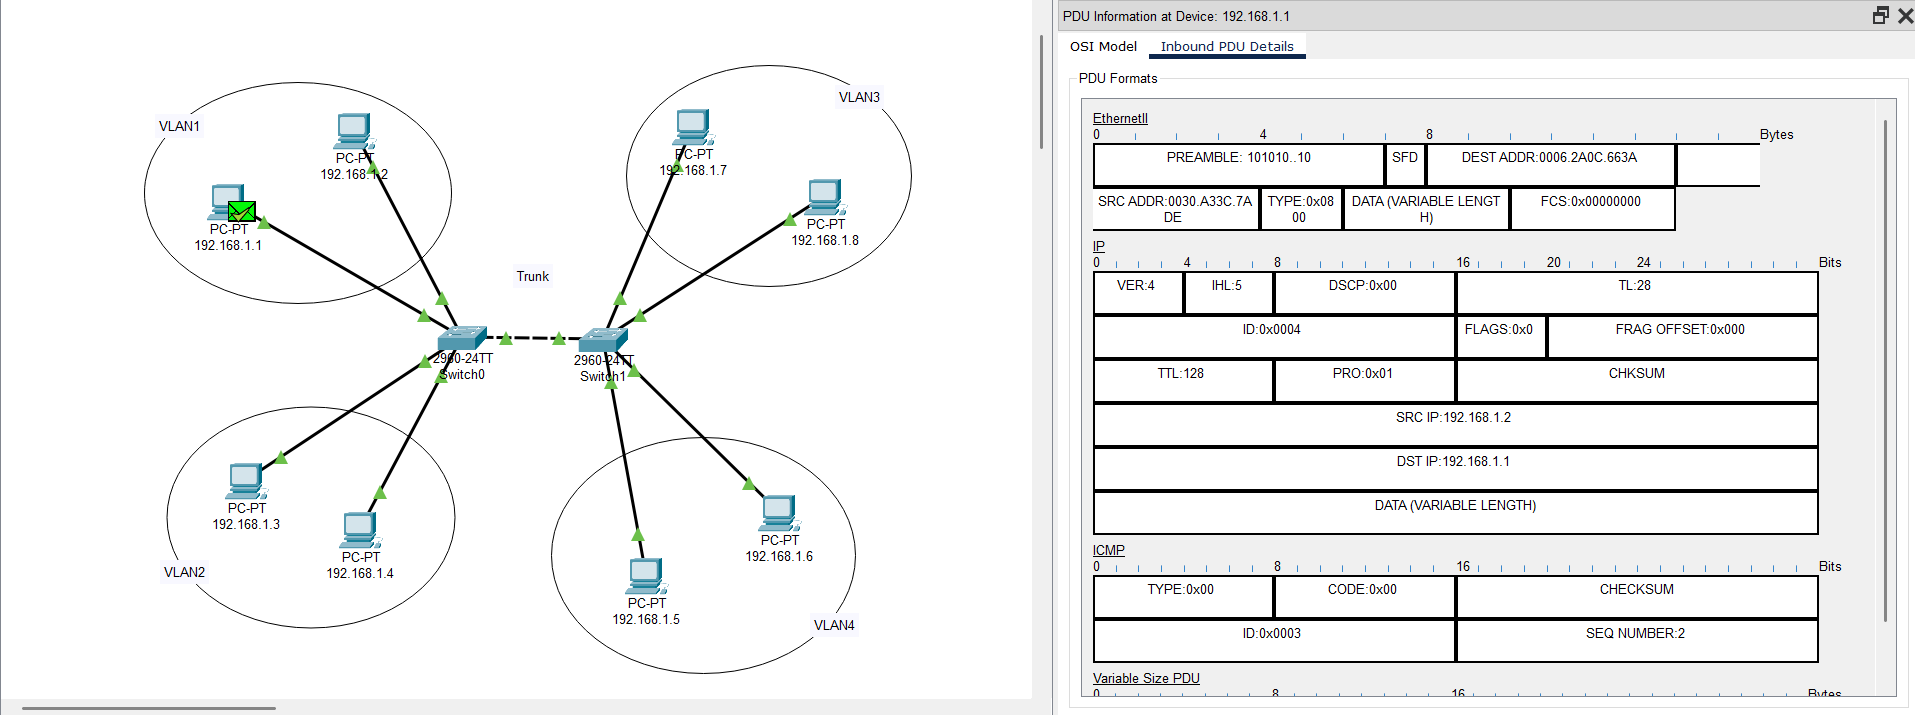 VLAN1
PC-PT
192.168.1.2
PC-PT
192.168.1.1
VLAN3
PC-PT
192.168.1.7
PC-PT
192.168.1.8
Trunk
2960-24TT
Switch0
2960-24TT
Switch1
PC-PT
192.168.1.3
PC-PT
192.168.1.4
VLAN2
PC-PT
192.168.1.6
PC-PT
192.168.1.5
VLAN4
PDU Information at Device: 192.168.1.1
OSI Model Inbound PDU Details
PDU Formats
EthernetII
0 4 8 Bytes
PREAMBLE: 101010..10 SFD DEST ADDR:0006.2A0C.663A
SRC ADDR:0030.A33C.7A
DE
TYPE:0x08
00
DATA (VARIABLE LENGT
H)
FCS:0x00000000
IP
0 4 8 16 20 24 Bits
VER:4 IHL:5 DSCP:0x00 TL:28
ID:0x0004 FLAGS:0x0 FRAG OFFSET:0x000
TTL:128 PRO:0x01 CHKSUM
SRC IP:192.168.1.2
DST IP:192.168.1.1
DATA (VARIABLE LENGTH)
ICMP
0 8 16 Bits
TYPE:0x00 CODE:0x00 CHECKSUM
ID:0x0003 SEQ NUMBER:2
Variable Size PDU
0 8 16 Bytes